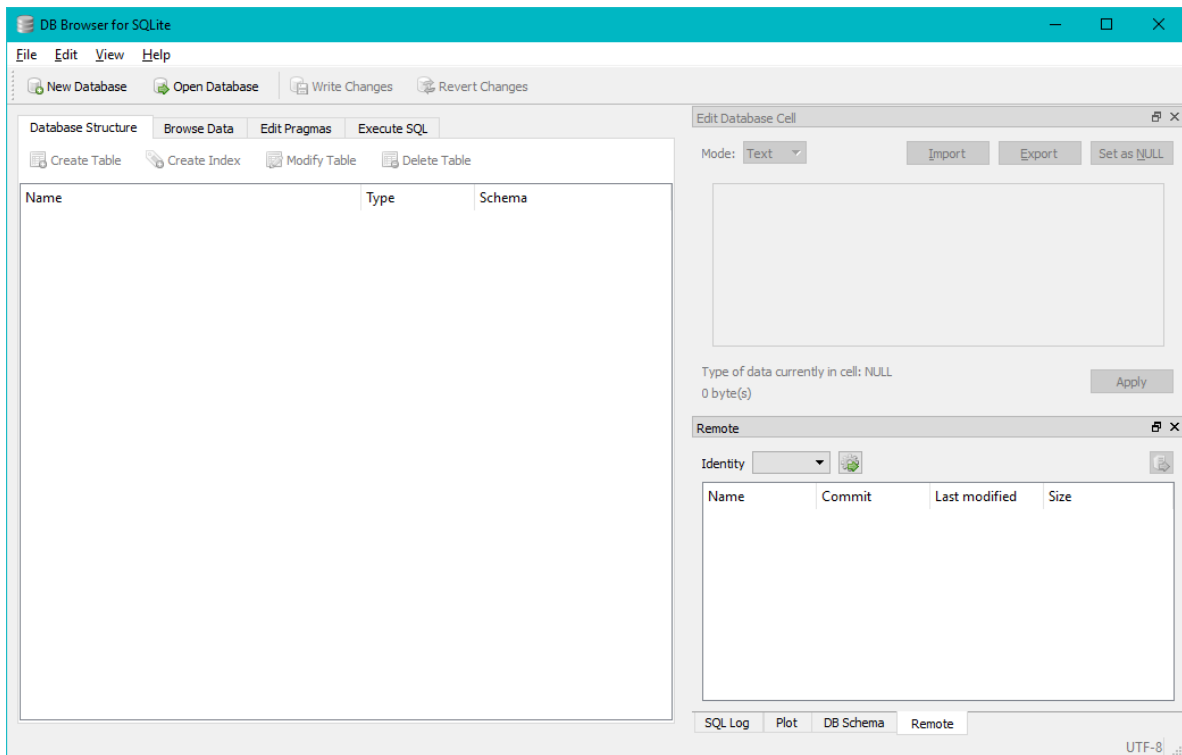 DB Browser for SQLite
File Edit View Help
New Database Open Database Write Changes Revert Changes
Database Structure Browse Data Edit Pragmas Execute SQL
Create Table Create Index Modify Table Delete Table
Name Type Schema
Edit Database Cell
Mode: Text Import Export Set as NULL
Type of data currently in cell: NULL
0 byte(s)
Apply
Remote
Identity
Name Commit Last modified Size
SQL Log Plot DB Schema Remote
UTF-8